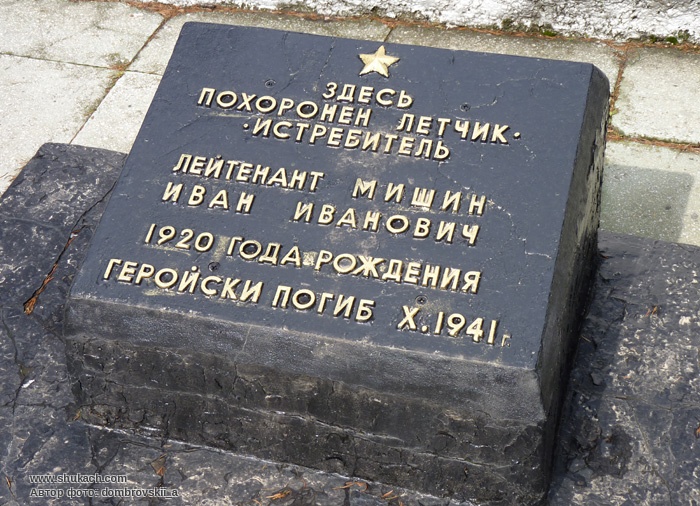 ЗДЕСЬ
ПОХОРОНЕН ЛЕТЧИК·
·ИСТРЕБИТЕЛЬ
ЛЕЙТЕНАНТ МИШИН
ИВАН ИВАНОВИЧ
1920 ГОДА РОЖДЕНИЯ
ГЕРОЙСКИ ПОГИБ X.1941г
www.shukach.com
Автор фото- dombrovskii_a